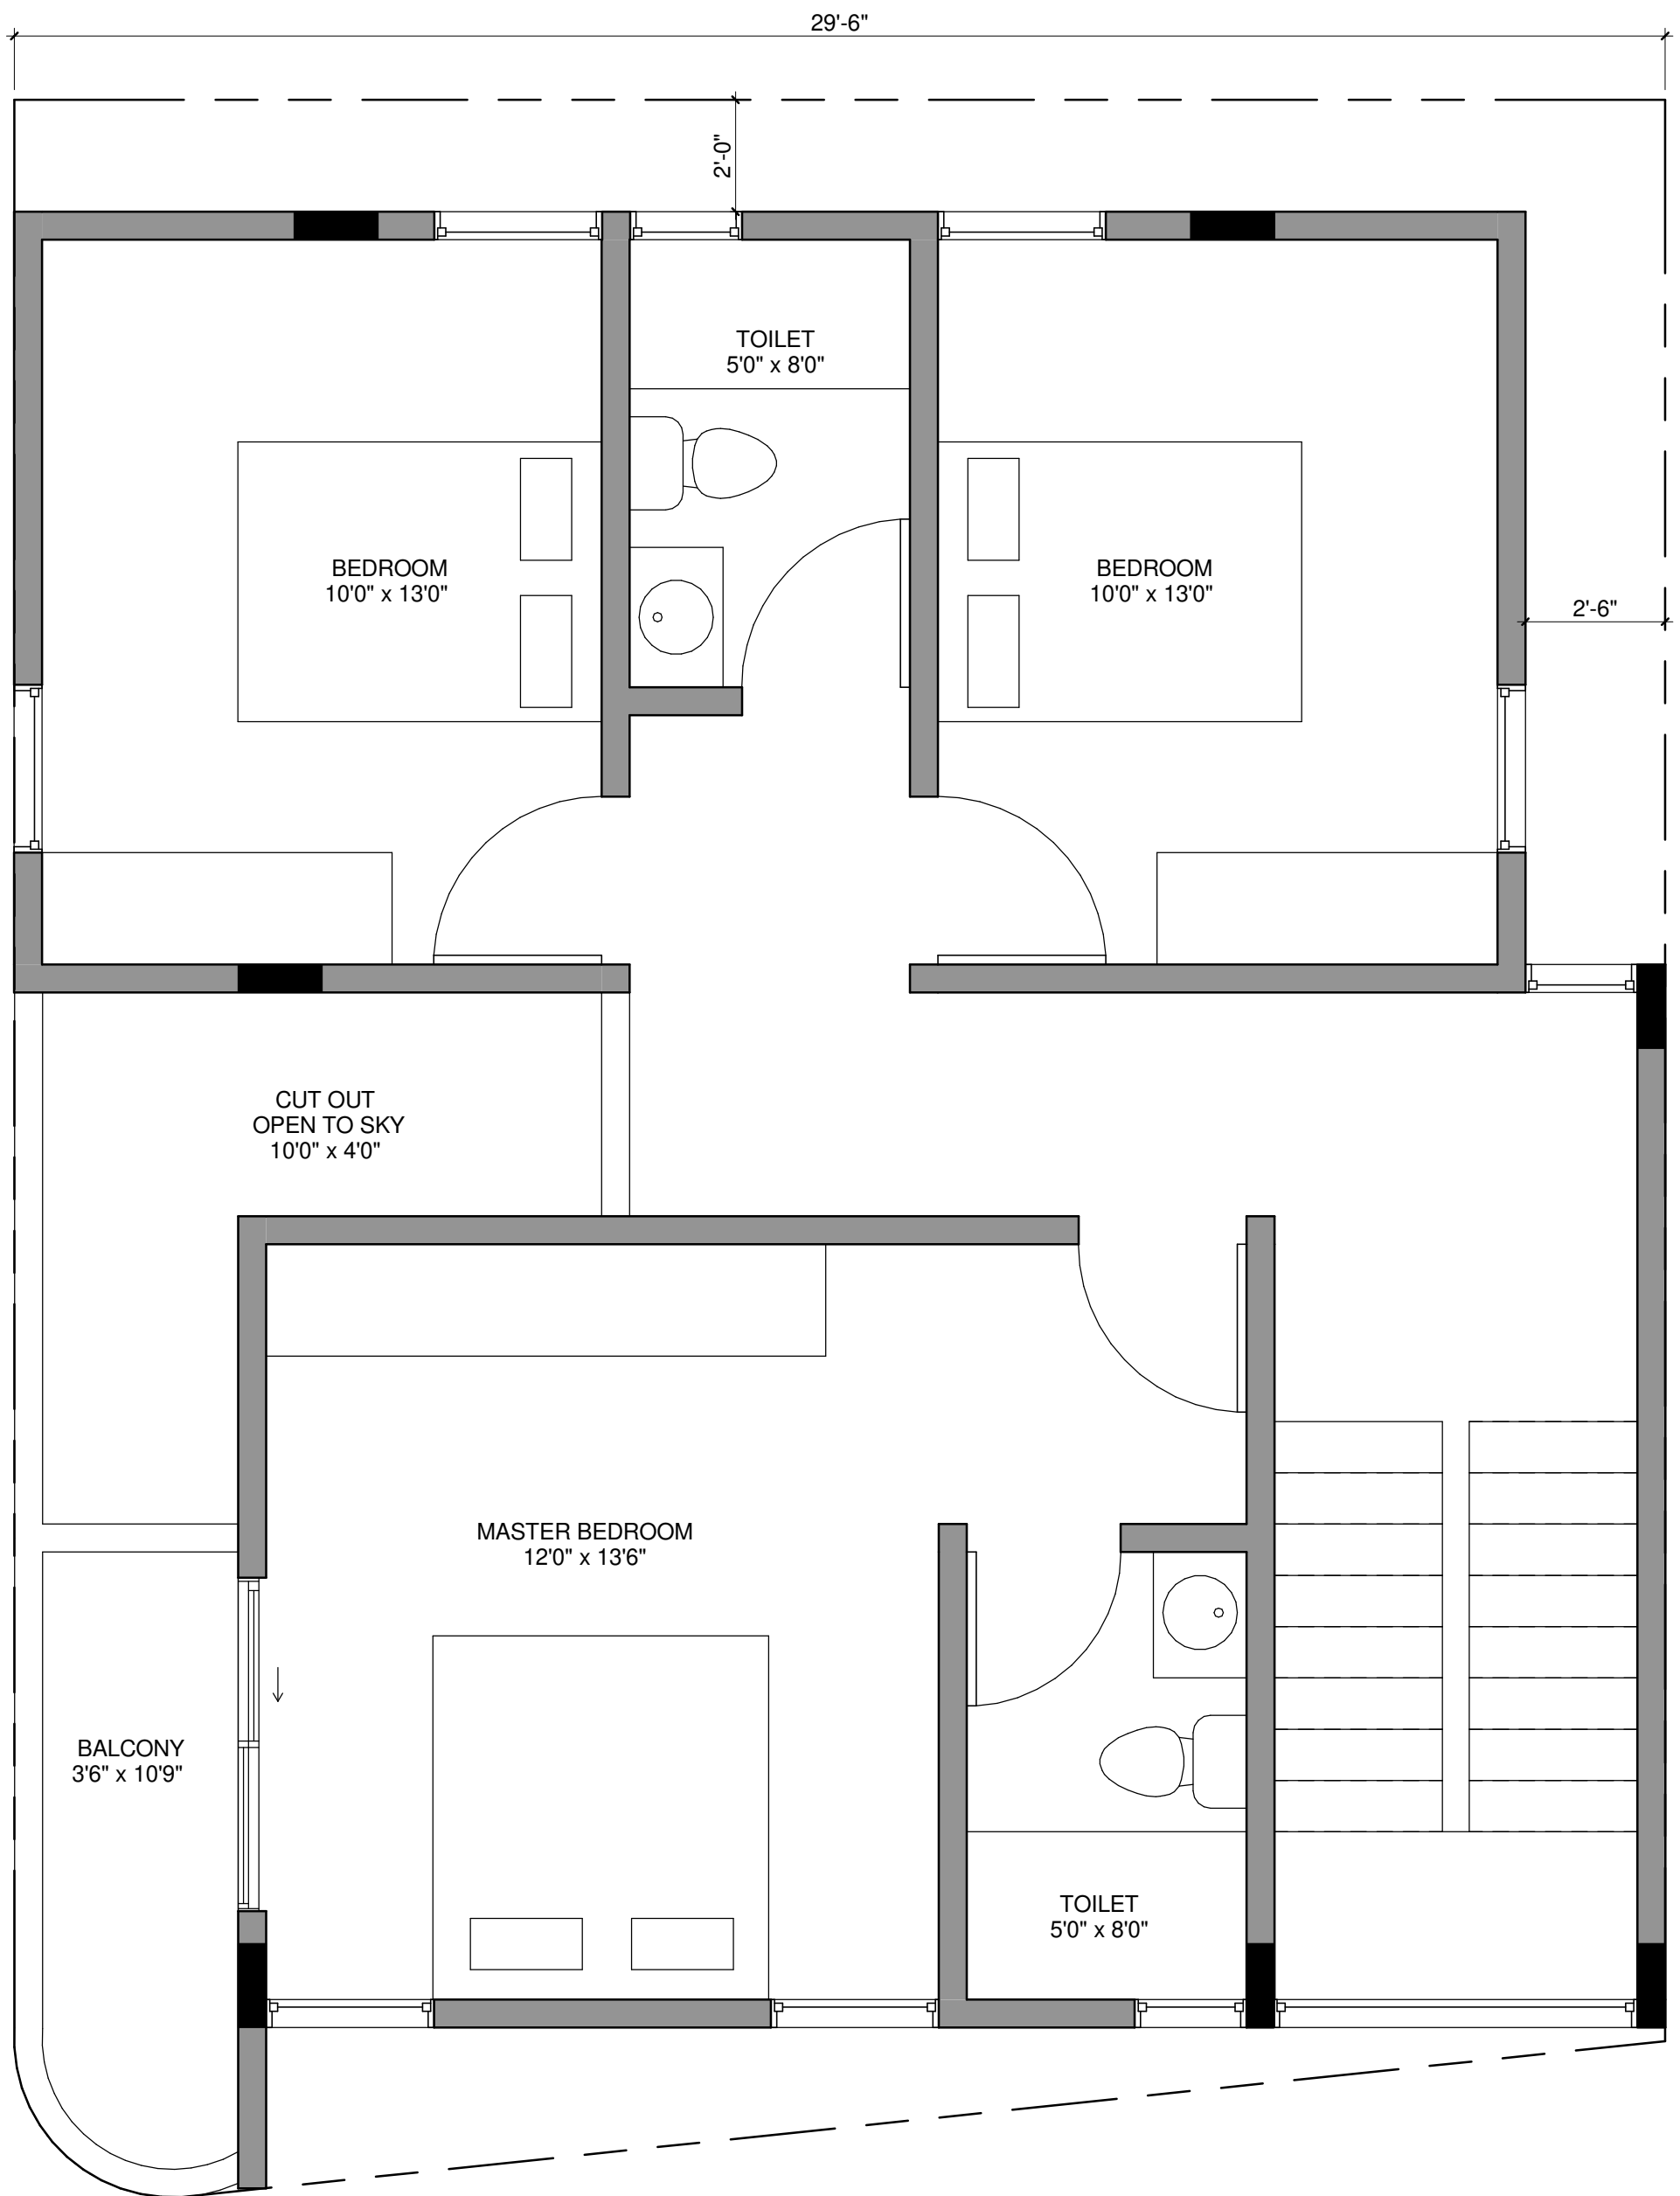 29'-6"
2'-0"
TOILET
5'0" x 8'0"
BEDROOM
10'0" x 13'0"
BEDROOM
10'0" x 13'0"
2'-6"
CUT OUT
OPEN TO SKY
10'0" x 4'0"
MASTER BEDROOM
12'0" x 13'6"
BALCONY
3'6" x 10'9"
TOILET
5'0" x 8'0"